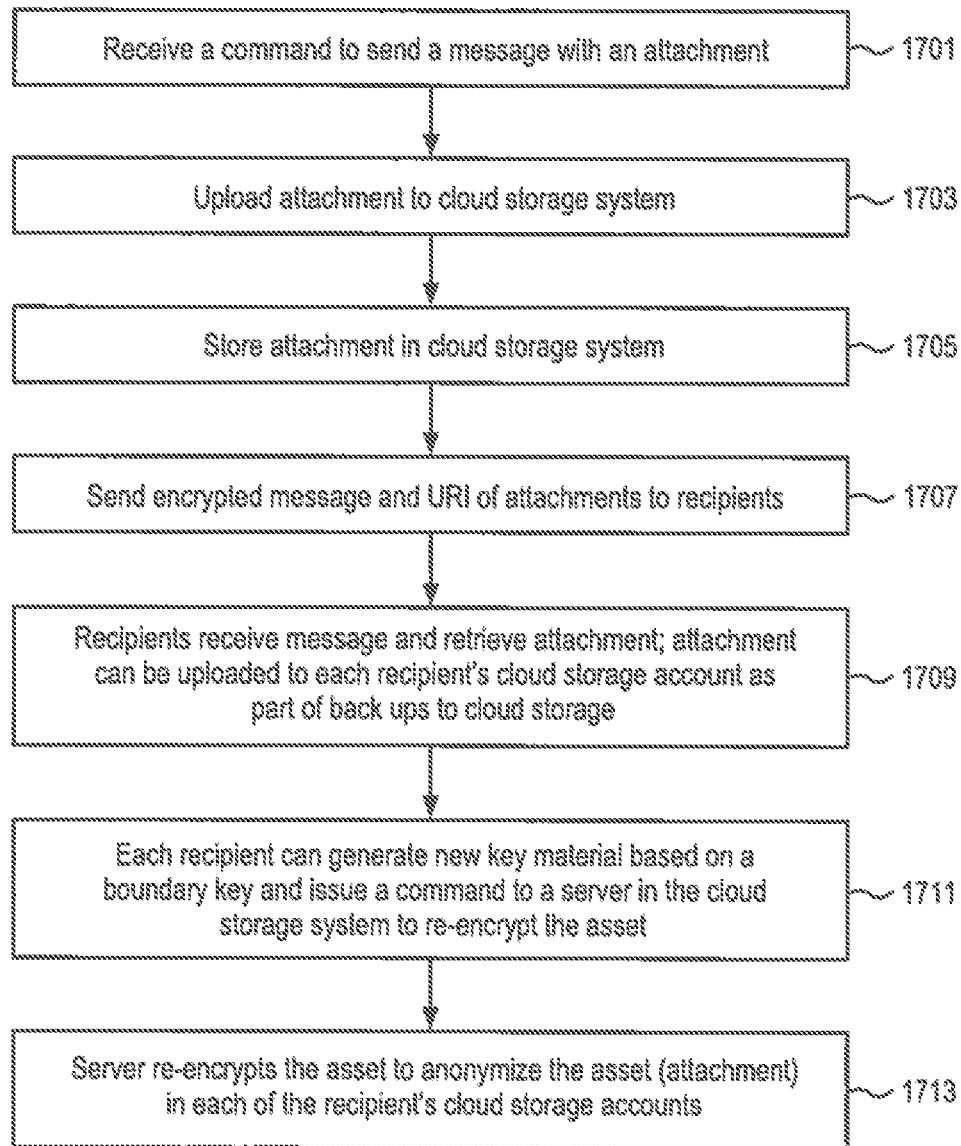 Receive a command to send a message with an attachment
1701
Upload attachment to cloud storage system
1703
Store attachment in cloud storage system
1705
Send encrypted message and URI of attachments to recipients
1707
Recipients receive message and retrieve attachment; attachment
can be uploaded to each recipient's cloud storage account as
part of back ups to cloud storage
1709
Each recipient can generate new key material based on a
boundary key and issue a command to a server in the cloud
storage system to re-encrypt the asset
1711
Server re-encrypts the asset to anonymize the asset (attachment)
in each of the recipient's cloud storage accounts
1713